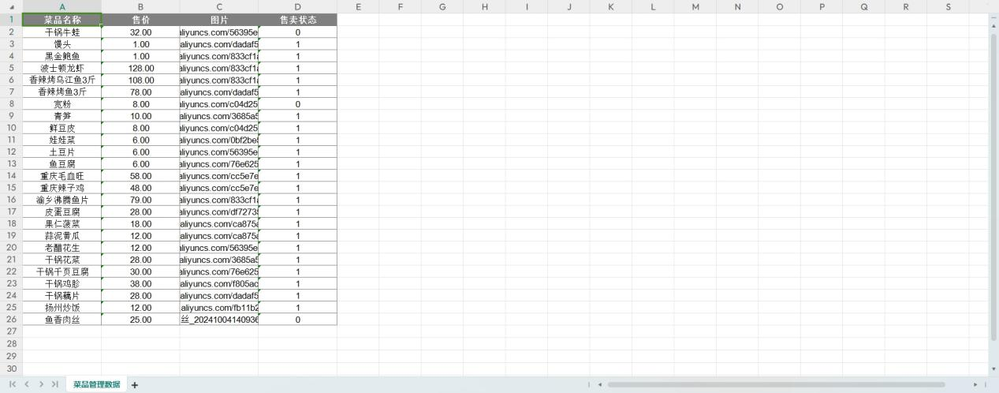 A B C D E F G H I J K L M N O P Q R S
1 菜品名称 售价 图片 售卖状态
2 干锅牛蛙 32.00 aliyuncs.com/56395e 0
3 馒头 1.00 aliyuncs.com/dadaf5 1
4 黑金鲍鱼 1.00 aliyuncs.com/833cf1 1
5 波士顿龙虾 128.00 aliyuncs.com/833cf1 1
6 香辣烤乌江鱼3斤 108.00 aliyuncs.com/833cf1 1
7 香辣烤鱼3斤 78.00 aliyuncs.com/dadaf5 1
8 宽粉 8.00 aliyuncs.com/c04d25 0
9 青笋 10.00 aliyuncs.com/3685a5 1
10 鲜豆皮 8.00 aliyuncs.com/c04d25 1
11 娃娃菜 6.00 aliyuncs.com/0bf2be 1
12 土豆片 6.00 aliyuncs.com/56395e 1
13 鱼豆腐 6.00 aliyuncs.com/76e625 1
14 重庆毛血旺 58.00 aliyuncs.com/cc5e7e 1
15 重庆辣子鸡 48.00 aliyuncs.com/cc5e7e 1
16 渝乡沸腾鱼片 79.00 aliyuncs.com/833cf1 1
17 皮蛋豆腐 28.00 aliyuncs.com/df7273 1
18 果仁菠菜 18.00 aliyuncs.com/ca875 1
19 蒜泥黄瓜 12.00 aliyuncs.com/ca875 1
20 老醋花生 12.00 aliyuncs.com/56395e 1
21 干锅花菜 28.00 aliyuncs.com/3685a5 1
22 干锅千页豆腐 30.00 aliyuncs.com/76e625 1
23 干锅鸡胗 38.00 aliyuncs.com/f805ac 1
24 干锅藕片 28.00 aliyuncs.com/dadaf5 1
25 扬州炒饭 12.00 .aliyuncs.com/fb11b2 1
26 鱼香肉丝 25.00 丝_20241004140936 0
27
28
29
30
菜品管理数据 +